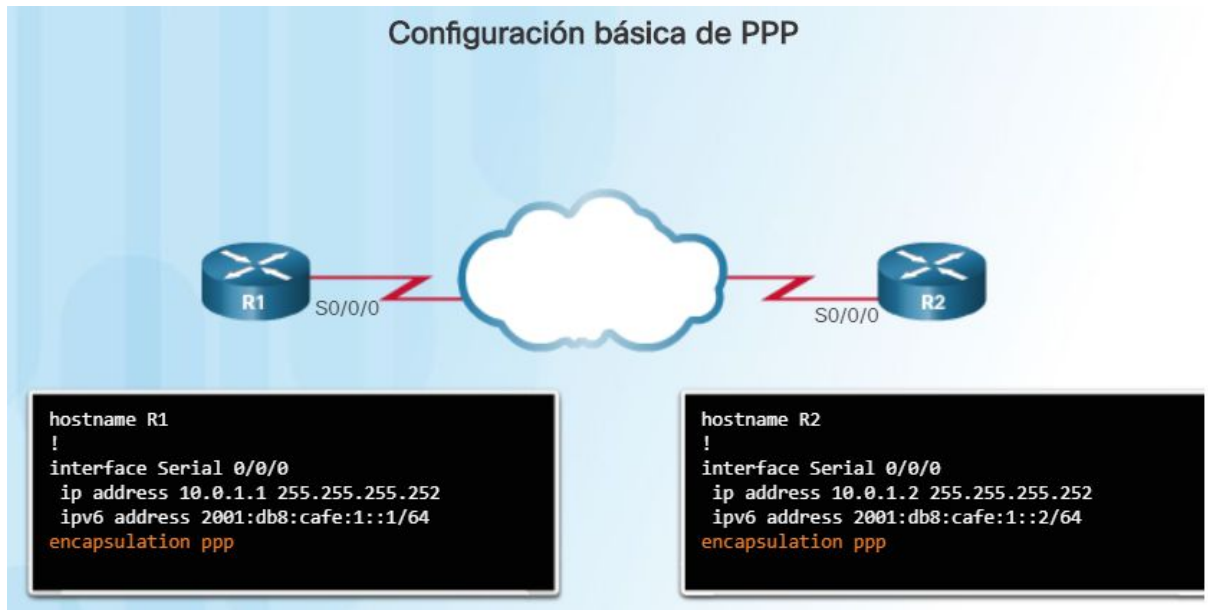 Configuración básica de PPP
R1
S0/0/0
S0/0/0
R2
hostname R1
!
interface Serial 0/0/0
ip address 10.0.1.1 255.255.255.252
ipv6 address 2001:db8:cafe:1::1/64
encapsulation ppp
hostname R2
!
interface Serial 0/0/0
ip address 10.0.1.2 255.255.255.252
ipv6 address 2001:db8:cafe:1::2/64
encapsulation ppp